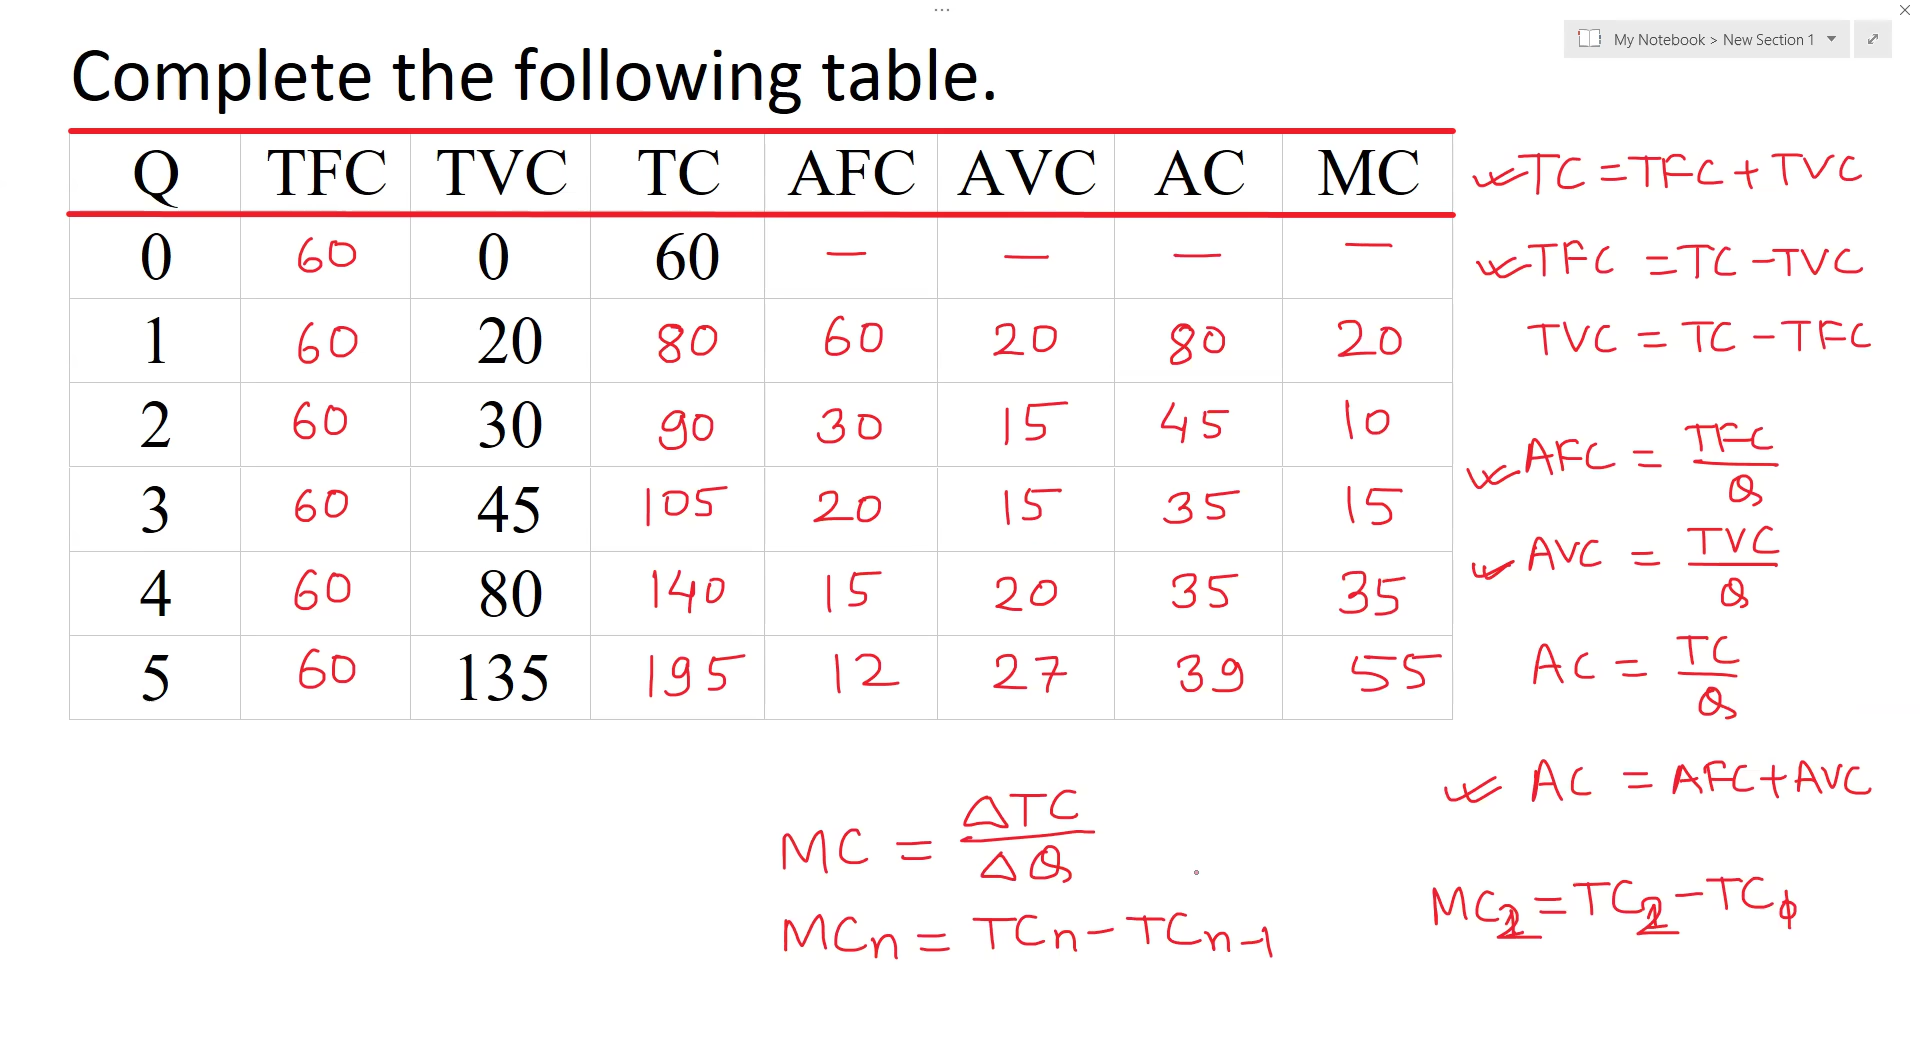 ...
My Notebook > New Section 1
Complete the following table.
Q TFC TVC TC AFC AVC AC MC
0 60 0 60 — — — —
1 60 20 80 60 20 80 20
2 60 30 90 30 15 45 10
3 60 45 105 20 15 35 15
4 60 80 140 15 20 35 35
5 60 135 195 12 27 39 55
TC = TFC + TVC
TFC = TC - TVC
TVC = TC - TFC
AFC = TFC / Q
AVC = TVC / Q
AC = TC / Q
AC = AFC + AVC
MC = ΔTC / ΔQ
MCn = TCn - TCn-1
MC2 = TC2 - TC